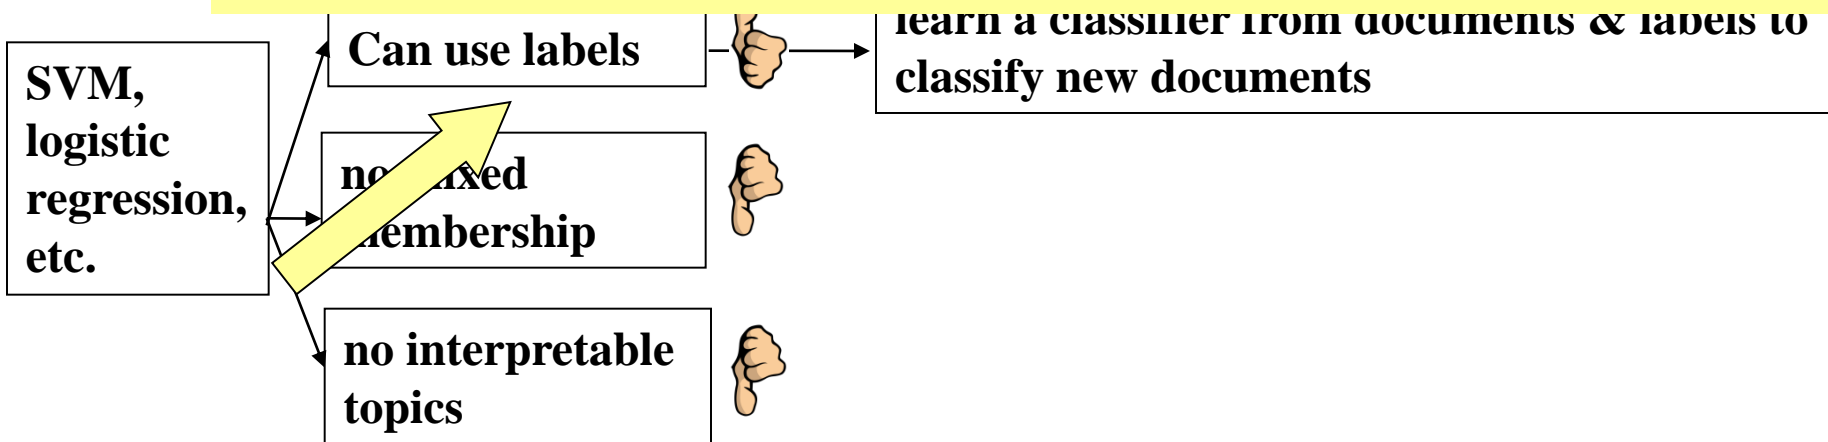 SVM,
logistic
regression,
etc.
Can use labels
learn a classifier from documents & labels to
classify new documents
no interpretable
topics